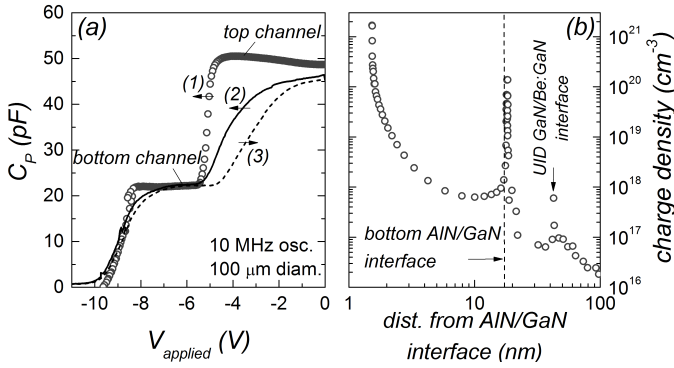 (a)
top channel
(1)
(2)
(3)
bottom channel
10 MHz osc.
100 μm diam.
60
50
40
30
20
10
0
C_P (pF)
-10
-8
-6
-4
-2
0
V_applied (V)
(b)
UID GaN/Be:GaN
interface
bottom AlN/GaN
interface
10^21
10^20
10^19
10^18
10^17
10^16
charge density (cm^-3)
1
10
100
dist. from AlN/GaN
interface (nm)